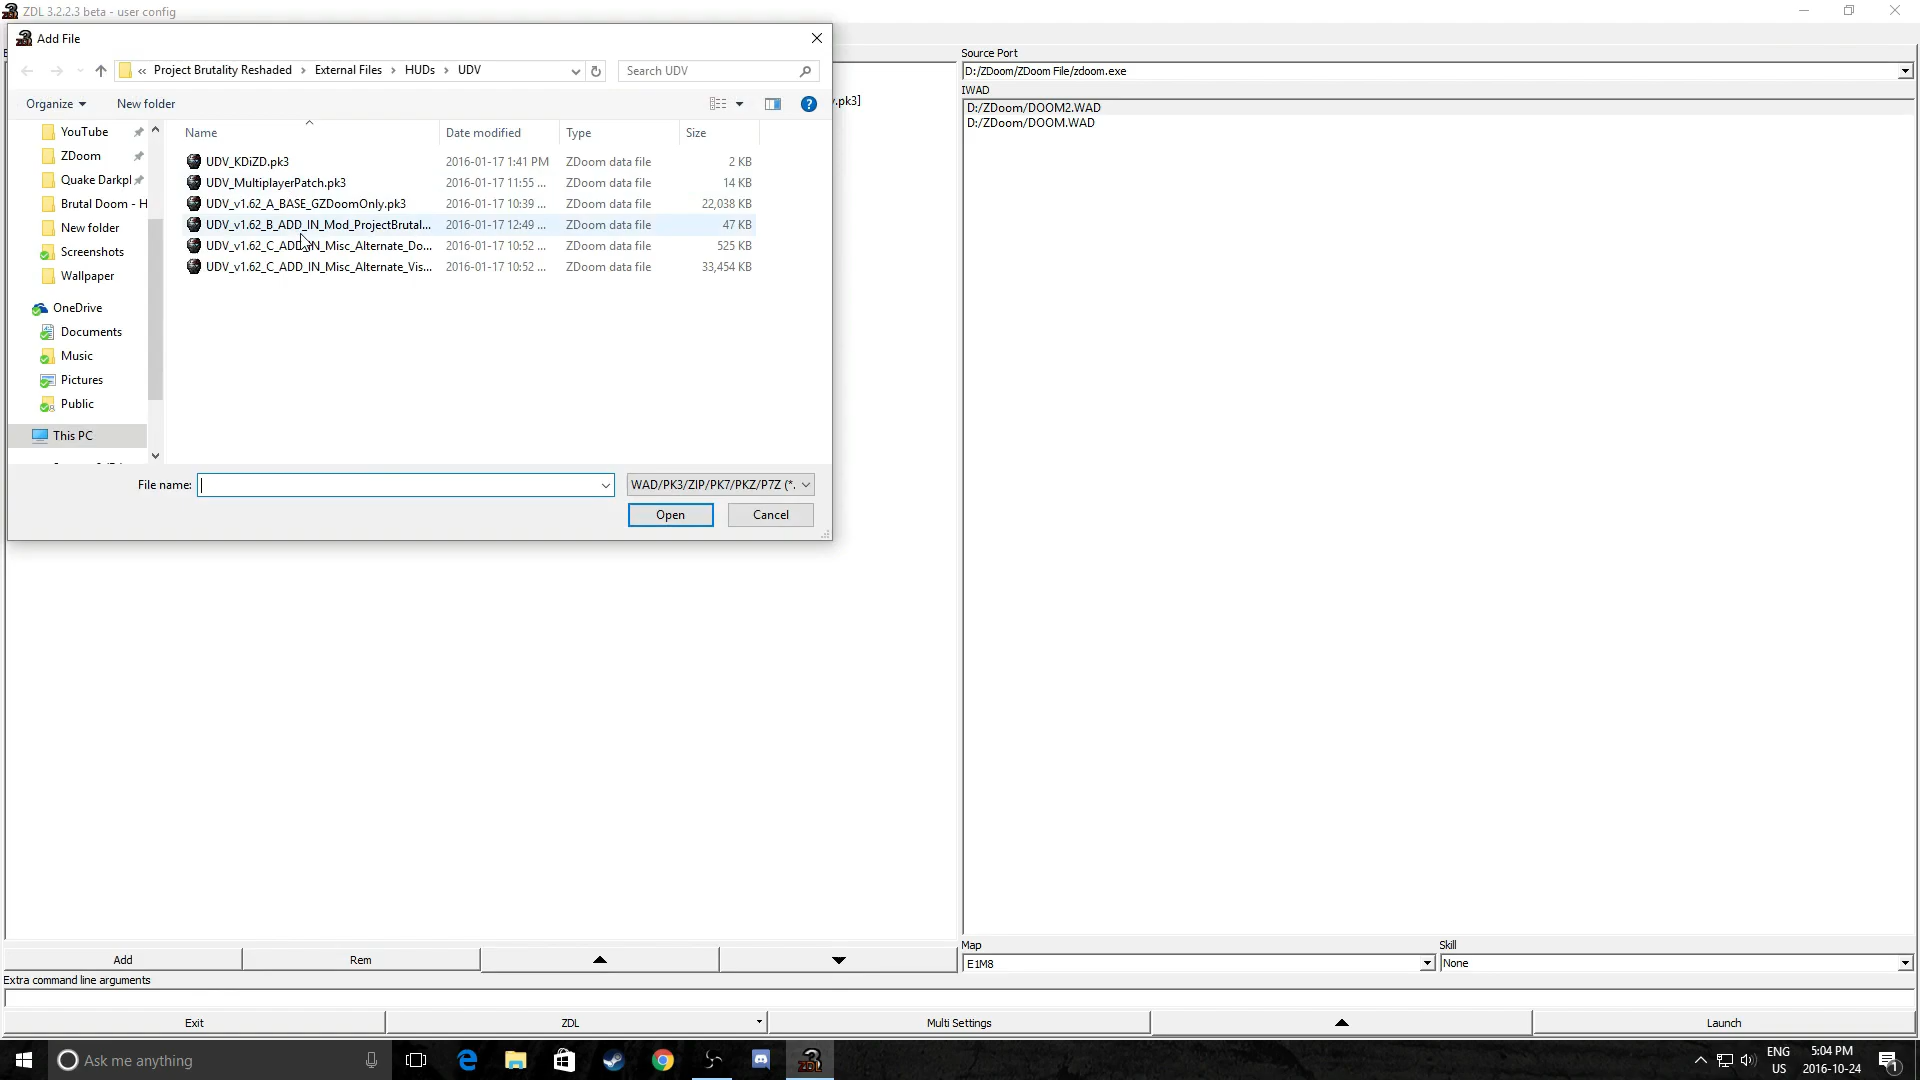 ZDL 3.2.2.3 beta - user config
Add File
« Project Brutality Reshaded › External Files › HUDs › UDV
Search UDV
Organize
New folder
Name
Date modified
Type
Size
YouTube
ZDoom
Quake Darkpl
Brutal Doom - H
New folder
Screenshots
Wallpaper
OneDrive
Documents
Music
Pictures
Public
This PC
UDV_KDiZD.pk3 2016-01-17 1:41 PM ZDoom data file 2 KB
UDV_MultiplayerPatch.pk3 2016-01-17 11:55 ... ZDoom data file 14 KB
UDV_v1.62_A_BASE_GZDoomOnly.pk3 2016-01-17 10:39 ... ZDoom data file 22,038 KB
UDV_v1.62_B_ADD_IN_Mod_ProjectBrutal... 2016-01-17 12:49 ... ZDoom data file 47 KB
UDV_v1.62_C_ADD_IN_Misc_Alternate_Do... 2016-01-17 10:52 ... ZDoom data file 525 KB
UDV_v1.62_C_ADD_IN_Misc_Alternate_Vis... 2016-01-17 10:52 ... ZDoom data file 33,454 KB
File name:
WAD/PK3/ZIP/PK7/PKZ/P7Z (*.
Open
Cancel
.pk3]
Source Port
D:/ZDoom/ZDoom File/zdoom.exe
IWAD
D:/ZDoom/DOOM2.WAD
D:/ZDoom/DOOM.WAD
Add
Rem
Map
Skill
E1M8
None
Extra command line arguments
Exit
ZDL
Multi Settings
Launch
Ask me anything
ENG
US
5:04 PM
2016-10-24
1